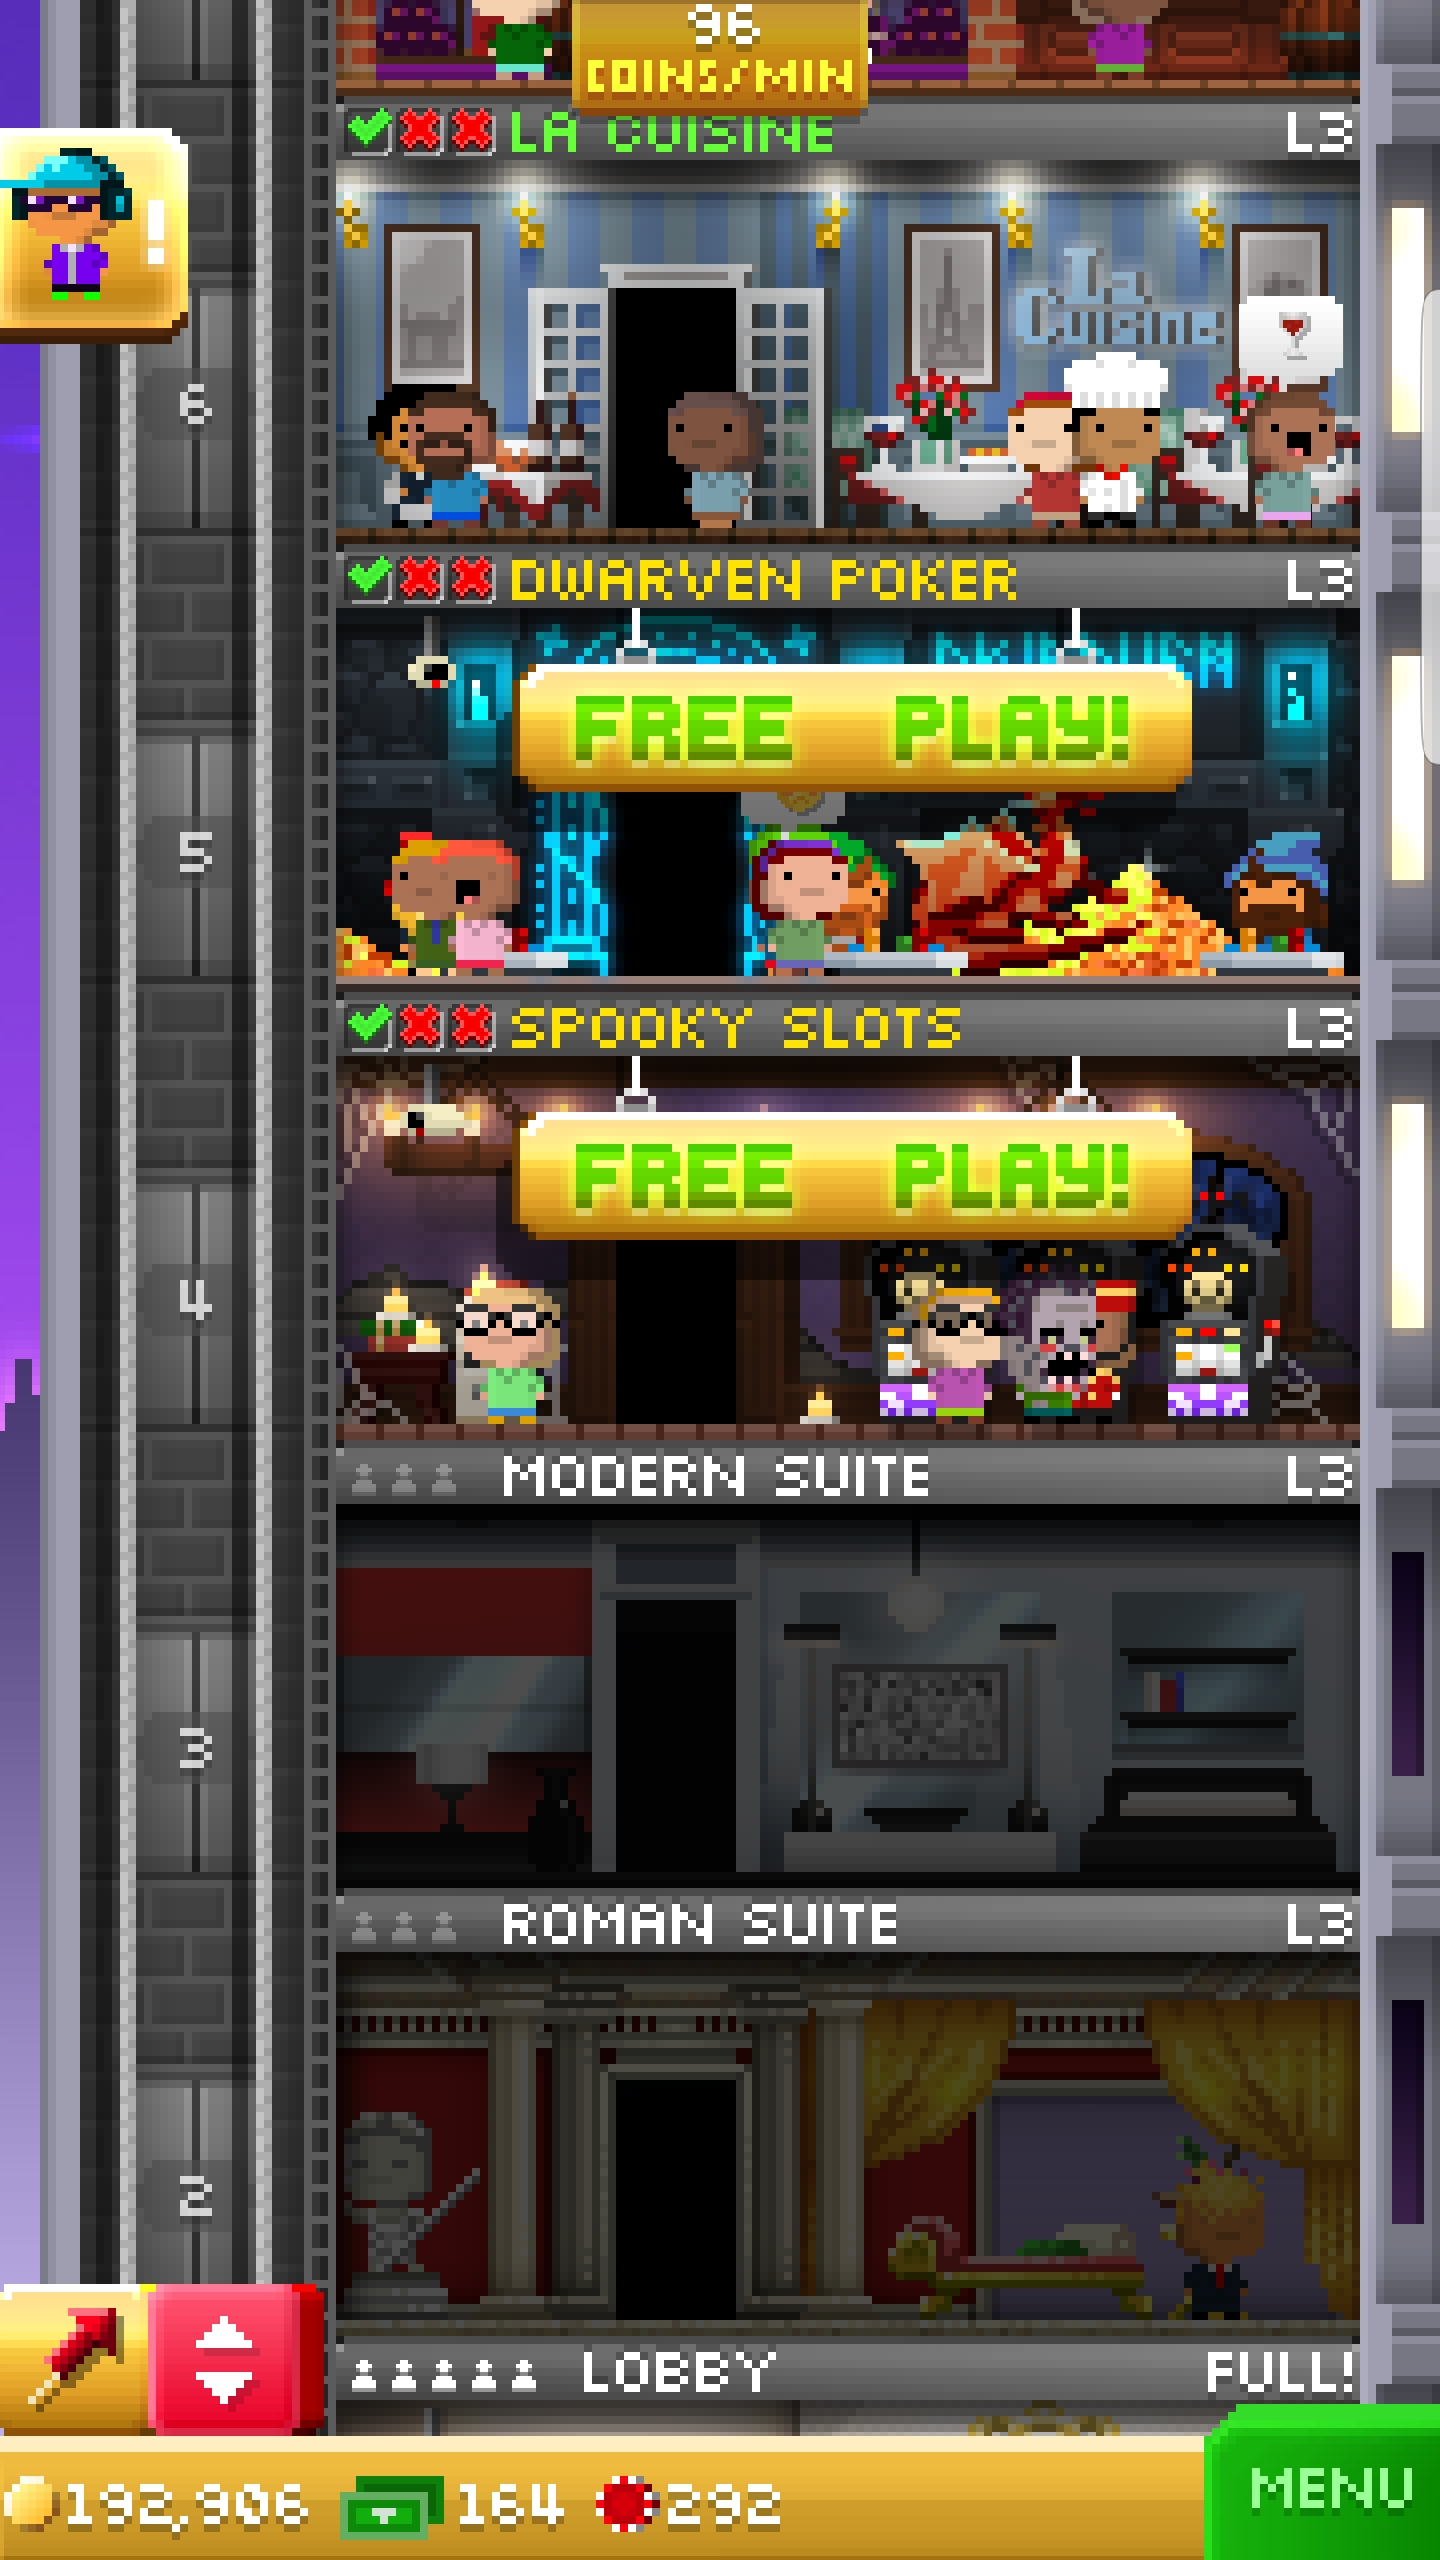 96
COINS/MIN
LA CUISINE L3
La
Cuisine
6
DWARVEN POKER L3
FREE PLAY!
5
SPOOKY SLOTS L3
FREE PLAY!
4
MODERN SUITE L3
3
ROMAN SUITE L3
2
LOBBY FULL!
192,906 164 292
MENU